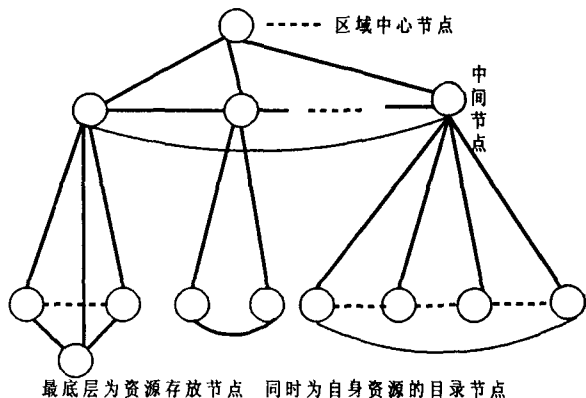 区域中心节点
中间节点
最底层为资源存放节点 同时为自身资源的目录节点